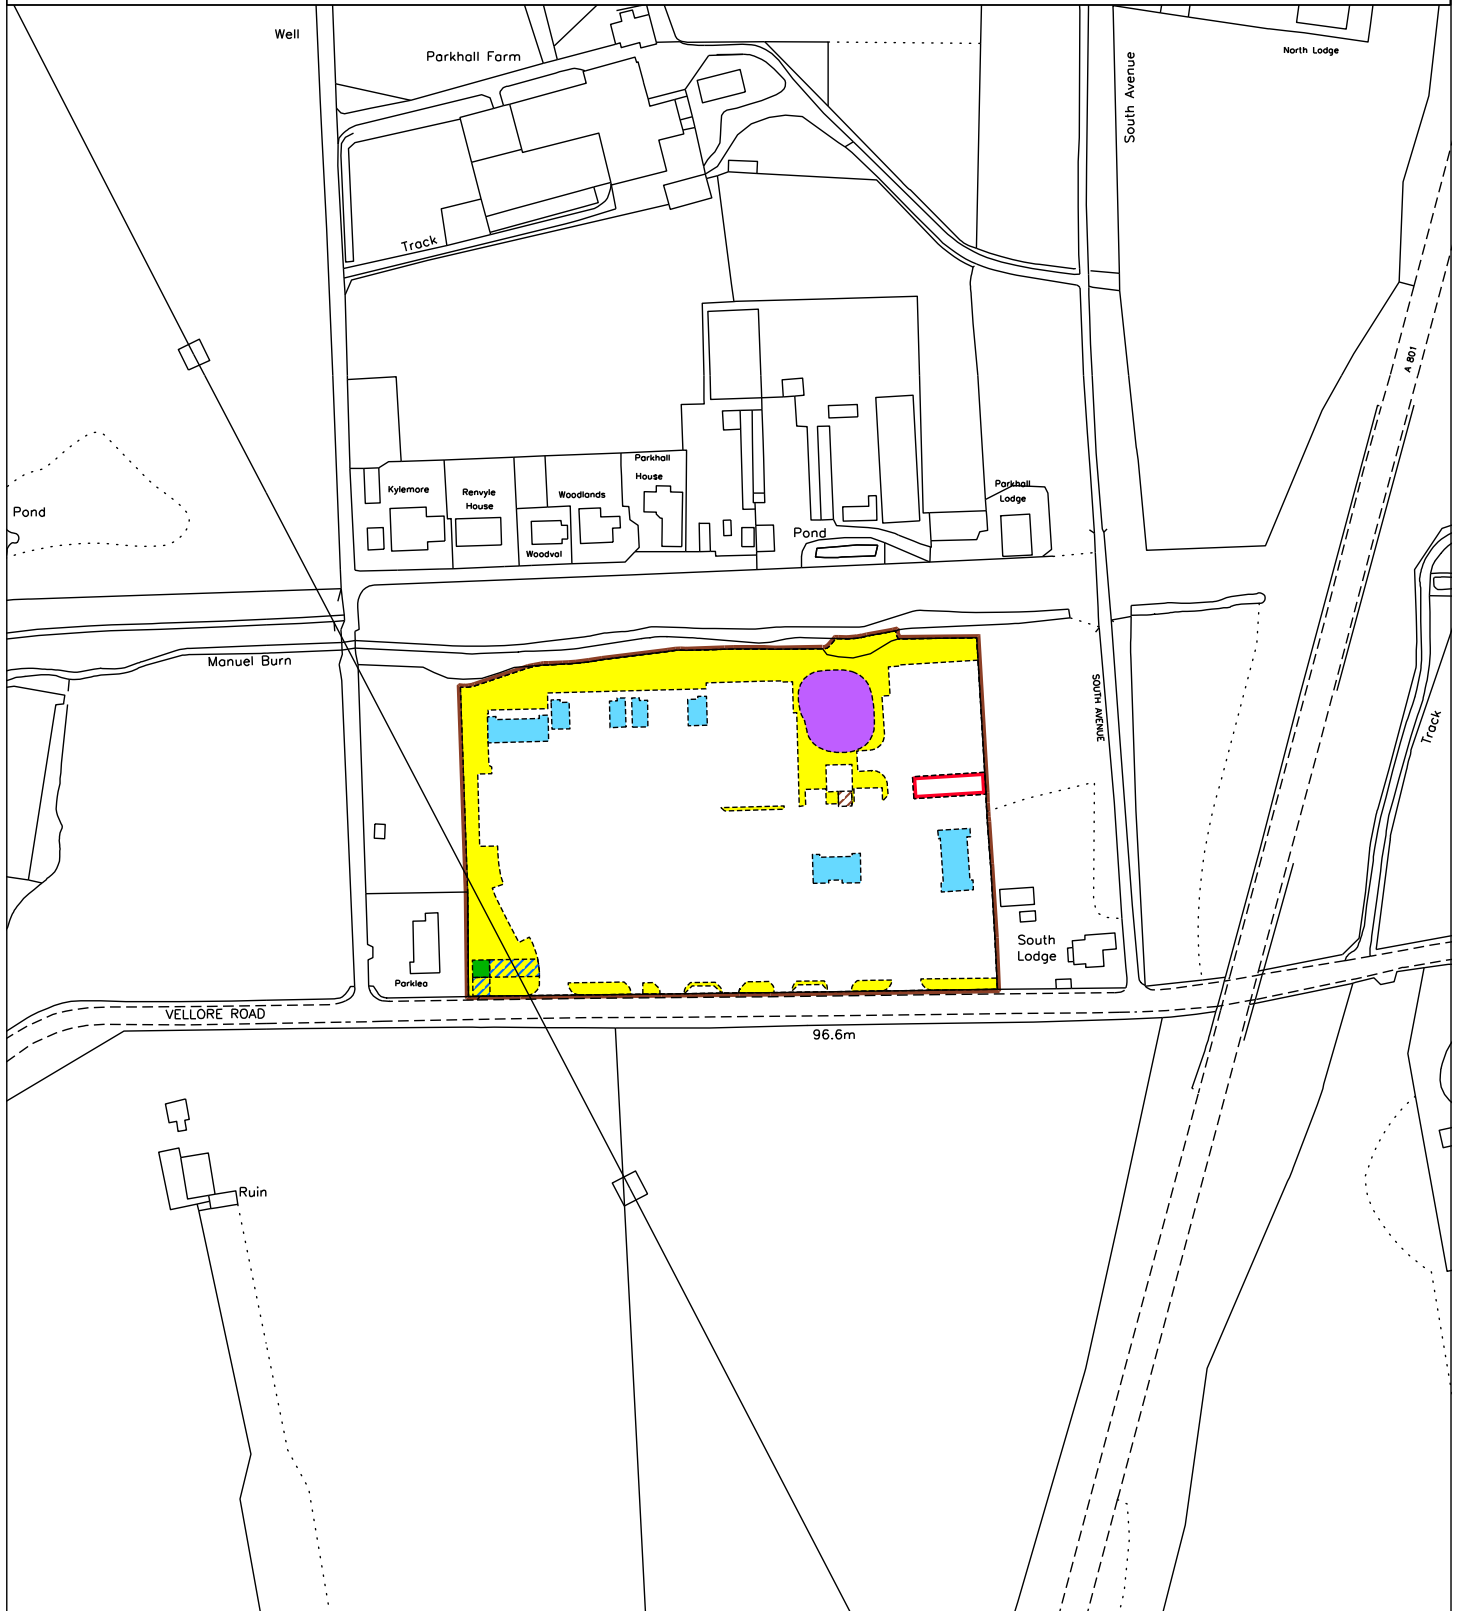 Well
Parkhall Farm
South Avenue
North Lodge
Track
A 801
Parkhall
House
Kylemore
Renvyle
House
Woodlands
Parkhall
Lodge
Pond
Pond
Woodval
Manuel Burn
SOUTH AVENUE
Track
South
Lodge
Parklea
VELLORE ROAD
96.6m
Ruin